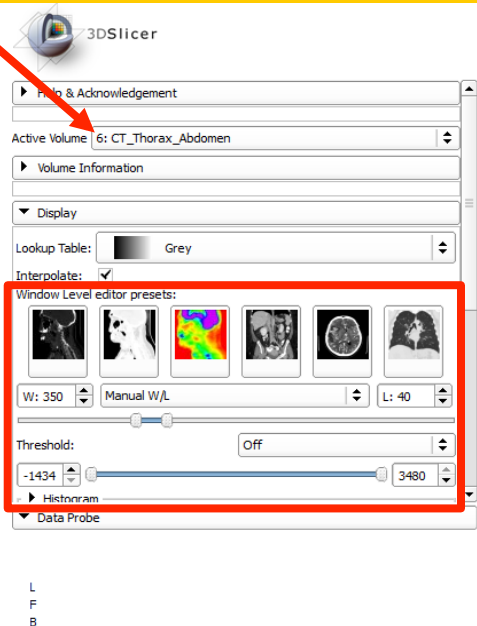 3DSlicer
Help & Acknowledgement
Active Volume 6: CT_Thorax_Abdomen
Volume Information
Display
Lookup Table: Grey
Interpolate:
Window Level editor presets:
W: 350 Manual W/L L: 40
Threshold: Off
-1434 3480
Histogram
Data Probe
L
F
B